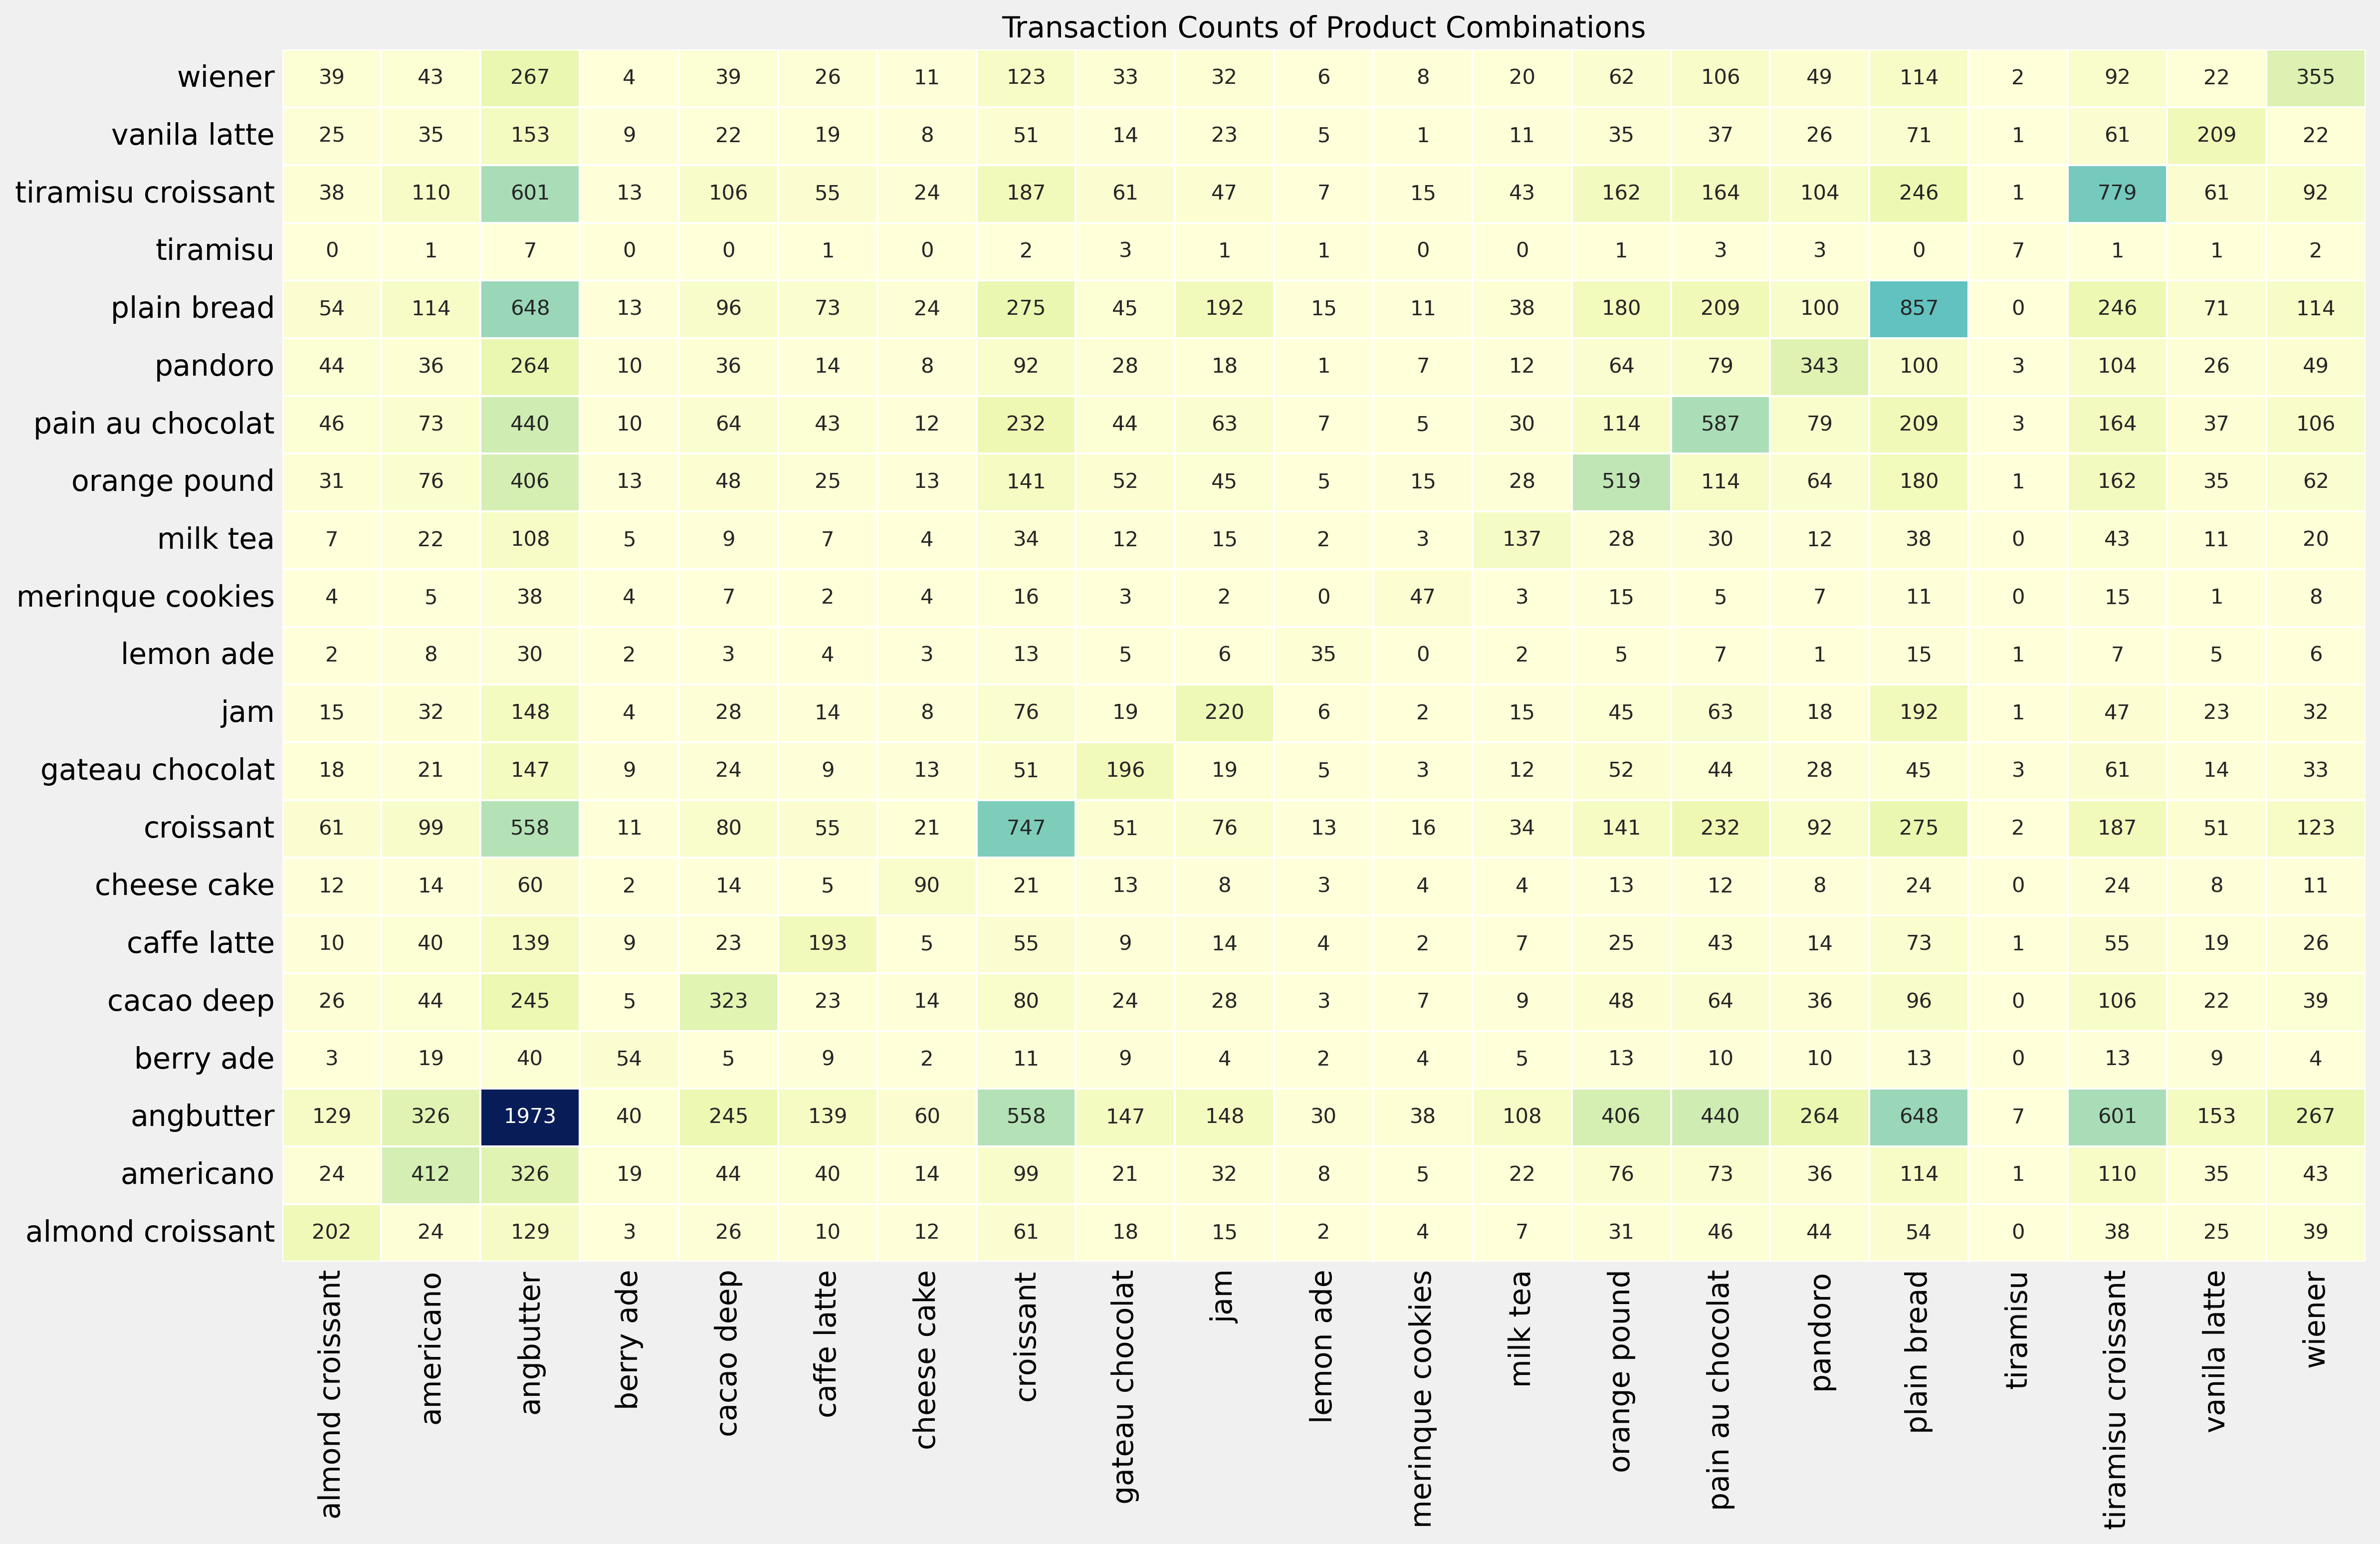 Transaction Counts of Product Combinations
wiener 39 43 267 4 39 26 11 123 33 32 6 8 20 62 106 49 114 2 92 22 355
vanila latte 25 35 153 9 22 19 8 51 14 23 5 1 11 35 37 26 71 1 61 209 22
tiramisu croissant 38 110 601 13 106 55 24 187 61 47 7 15 43 162 164 104 246 1 779 61 92
tiramisu 0 1 7 0 0 1 0 2 3 1 1 0 0 1 3 3 0 7 1 1 2
plain bread 54 114 648 13 96 73 24 275 45 192 15 11 38 180 209 100 857 0 246 71 114
pandoro 44 36 264 10 36 14 8 92 28 18 1 7 12 64 79 343 100 3 104 26 49
pain au chocolat 46 73 440 10 64 43 12 232 44 63 7 5 30 114 587 79 209 3 164 37 106
orange pound 31 76 406 13 48 25 13 141 52 45 5 15 28 519 114 64 180 1 162 35 62
milk tea 7 22 108 5 9 7 4 34 12 15 2 3 137 28 30 12 38 0 43 11 20
merinque cookies 4 5 38 4 7 2 4 16 3 2 0 47 3 15 5 7 11 0 15 1 8
lemon ade 2 8 30 2 3 4 3 13 5 6 35 0 2 5 7 1 15 1 7 5 6
jam 15 32 148 4 28 14 8 76 19 220 6 2 15 45 63 18 192 1 47 23 32
gateau chocolat 18 21 147 9 24 9 13 51 196 19 5 3 12 52 44 28 45 3 61 14 33
croissant 61 99 558 11 80 55 21 747 51 76 13 16 34 141 232 92 275 2 187 51 123
cheese cake 12 14 60 2 14 5 90 21 13 8 3 4 4 13 12 8 24 0 24 8 11
caffe latte 10 40 139 9 23 193 5 55 9 14 4 2 7 25 43 14 73 1 55 19 26
cacao deep 26 44 245 5 323 23 14 80 24 28 3 7 9 48 64 36 96 0 106 22 39
berry ade 3 19 40 54 5 9 2 11 9 4 2 4 5 13 10 10 13 0 13 9 4
angbutter 129 326 1973 40 245 139 60 558 147 148 30 38 108 406 440 264 648 7 601 153 267
americano 24 412 326 19 44 40 14 99 21 32 8 5 22 76 73 36 114 1 110 35 43
almond croissant 202 24 129 3 26 10 12 61 18 15 2 4 7 31 46 44 54 0 38 25 39
almond croissant
americano
angbutter
berry ade
cacao deep
caffe latte
cheese cake
croissant
gateau chocolat
jam
lemon ade
merinque cookies
milk tea
orange pound
pain au chocolat
pandoro
plain bread
tiramisu
tiramisu croissant
vanila latte
wiener